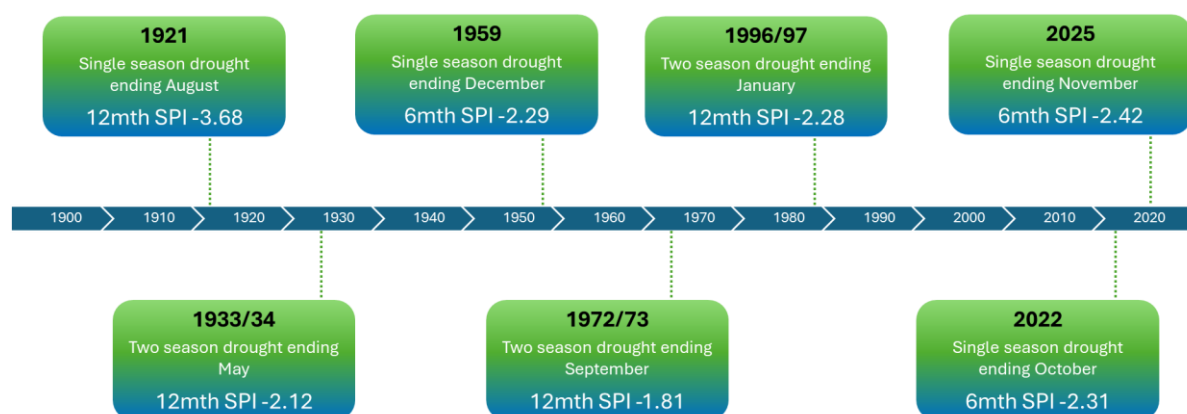 1921
Single season drought
ending August
12mth SPI -3.68
1959
Single season drought
ending December
6mth SPI -2.29
1996/97
Two season drought ending
January
12mth SPI -2.28
2025
Single season drought
ending November
6mth SPI -2.42
1900 1910 1920 1930 1940 1950 1960 1970 1980 1990 2000 2010 2020
1933/34
Two season drought ending
May
12mth SPI -2.12
1972/73
Two season drought ending
September
12mth SPI -1.81
2022
Single season drought
ending October
6mth SPI -2.31